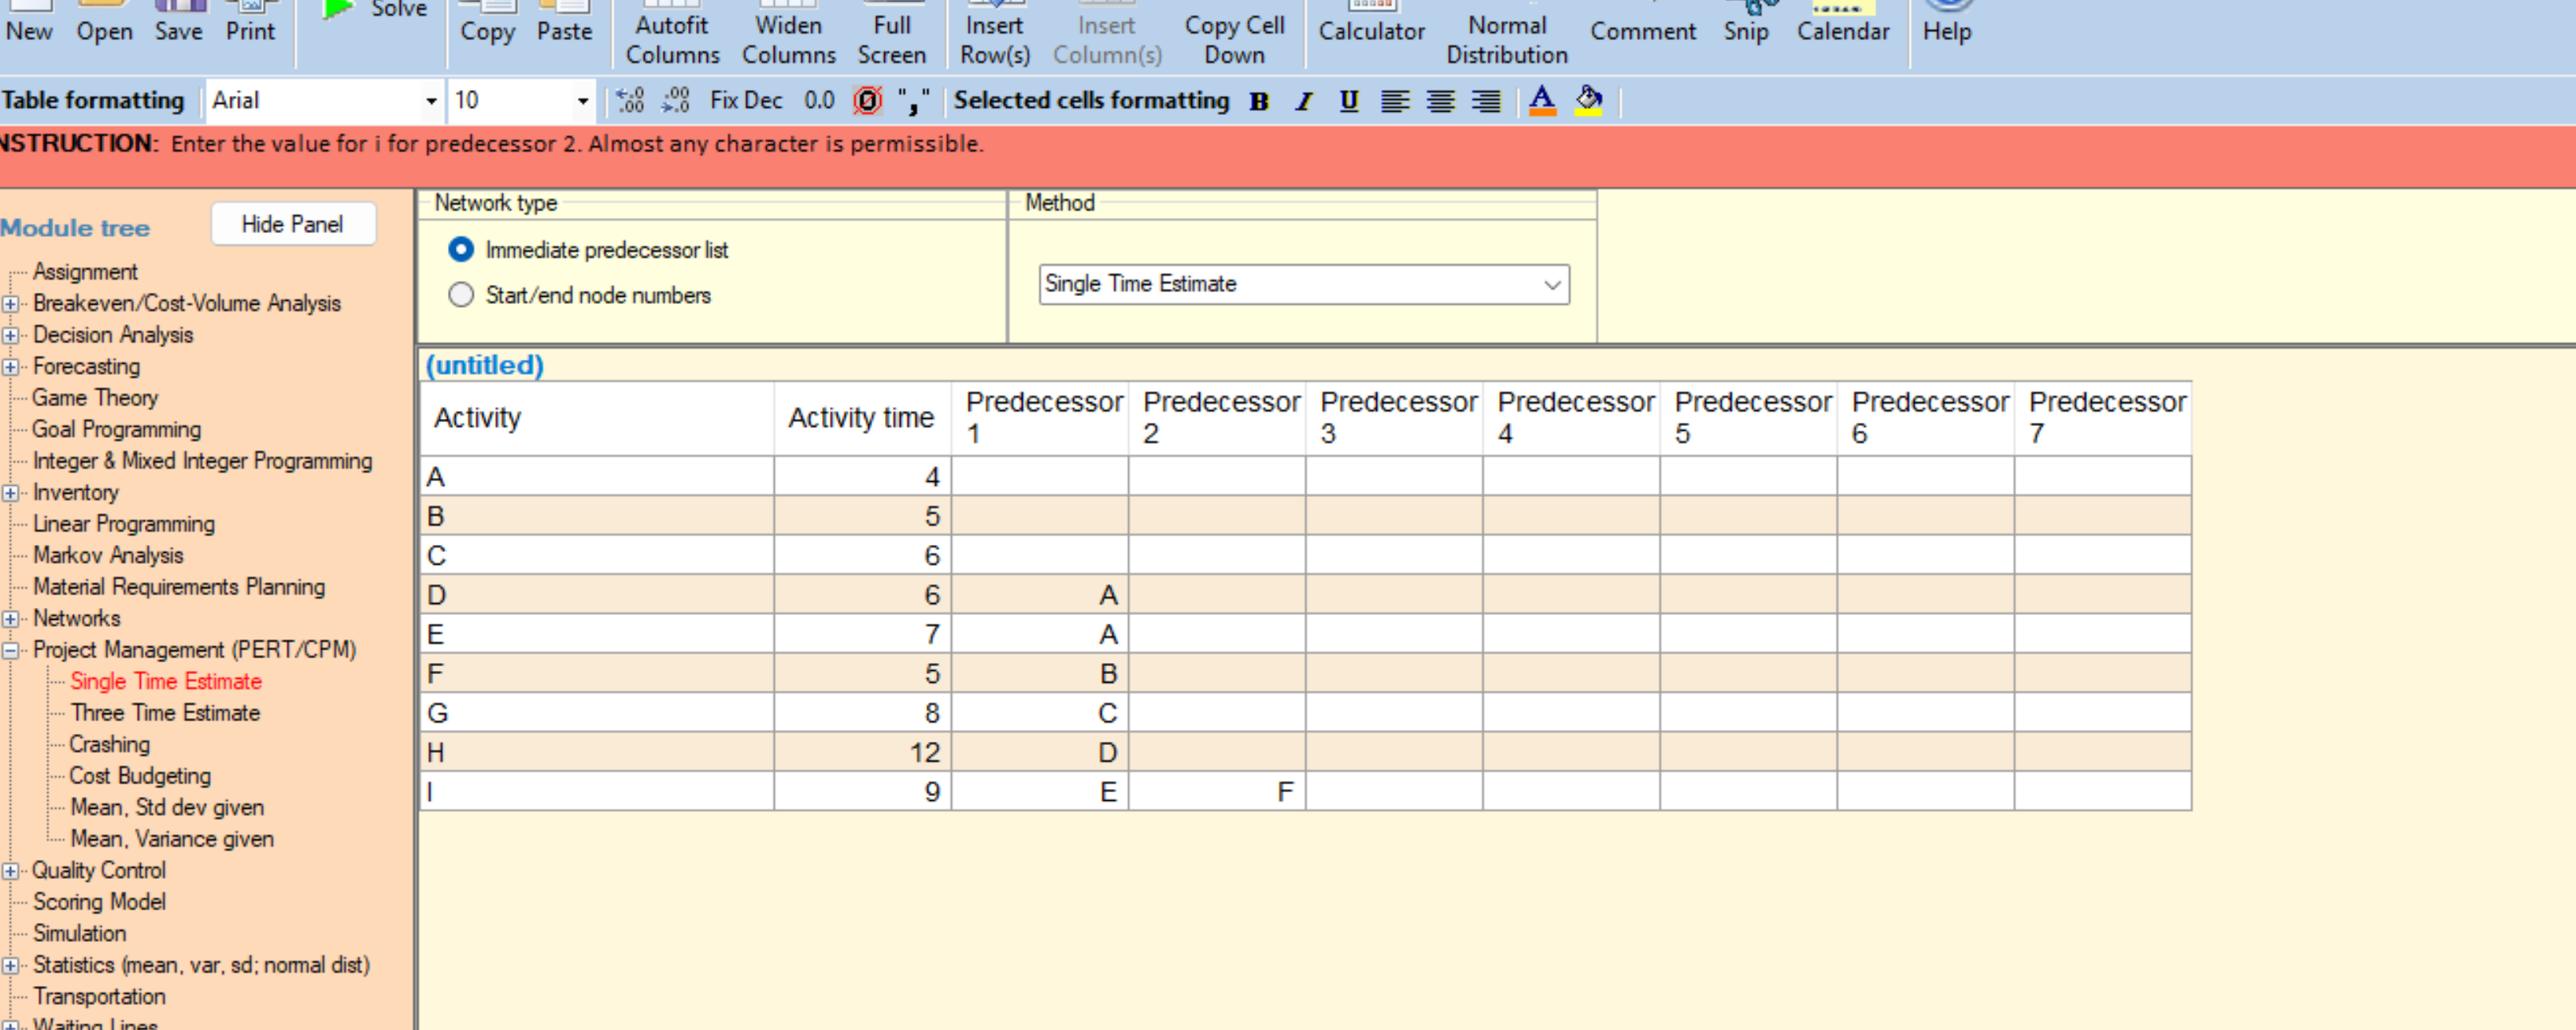 New Open Save Print Solve Copy Paste Autofit Columns Widen Columns Full Screen Insert Row(s) Insert Column(s) Copy Cell Down Calculator Normal Distribution Comment Snip Calendar Help
Table formatting Arial 10 Fix Dec 0.0 "," Selected cells formatting B I U A
NSTRUCTION: Enter the value for i for predecessor 2. Almost any character is permissible.
Module tree
Hide Panel
Assignment
Breakeven/Cost-Volume Analysis
Decision Analysis
Forecasting
Game Theory
Goal Programming
Integer & Mixed Integer Programming
Inventory
Linear Programming
Markov Analysis
Material Requirements Planning
Networks
Project Management (PERT/CPM)
Single Time Estimate
Three Time Estimate
Crashing
Cost Budgeting
Mean, Std dev given
Mean, Variance given
Quality Control
Scoring Model
Simulation
Statistics (mean, var, sd; normal dist)
Transportation
Waiting Lines
Network type
Immediate predecessor list
Start/end node numbers
Method
Single Time Estimate
(untitled)
Activity Activity time Predecessor 1 Predecessor 2 Predecessor 3 Predecessor 4 Predecessor 5 Predecessor 6 Predecessor 7
A 4
B 5
C 6
D 6 A
E 7 A
F 5 B
G 8 C
H 12 D
I 9 E F